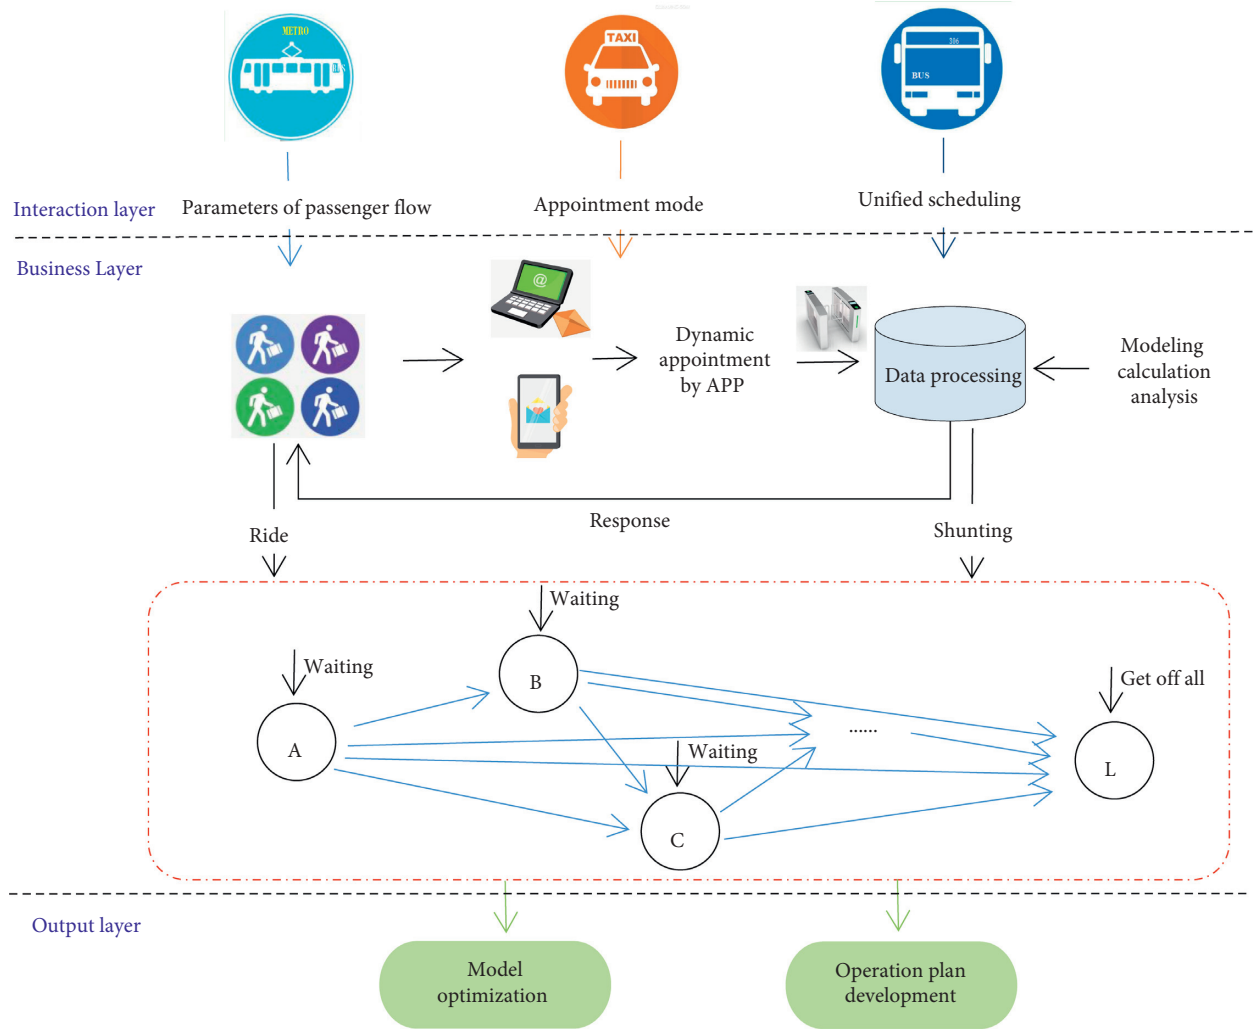 METRO
BUS
TAXI
306
BUS
Interaction layer
Parameters of passenger flow
Appointment mode
Unified scheduling
Business Layer
@
Dynamic
appointment
by APP
Data processing
Modeling
calculation
analysis
Response
Ride
Shunting
Waiting
Waiting
B
Get off all
A
......
Waiting
L
C
Output layer
Model
optimization
Operation plan
development